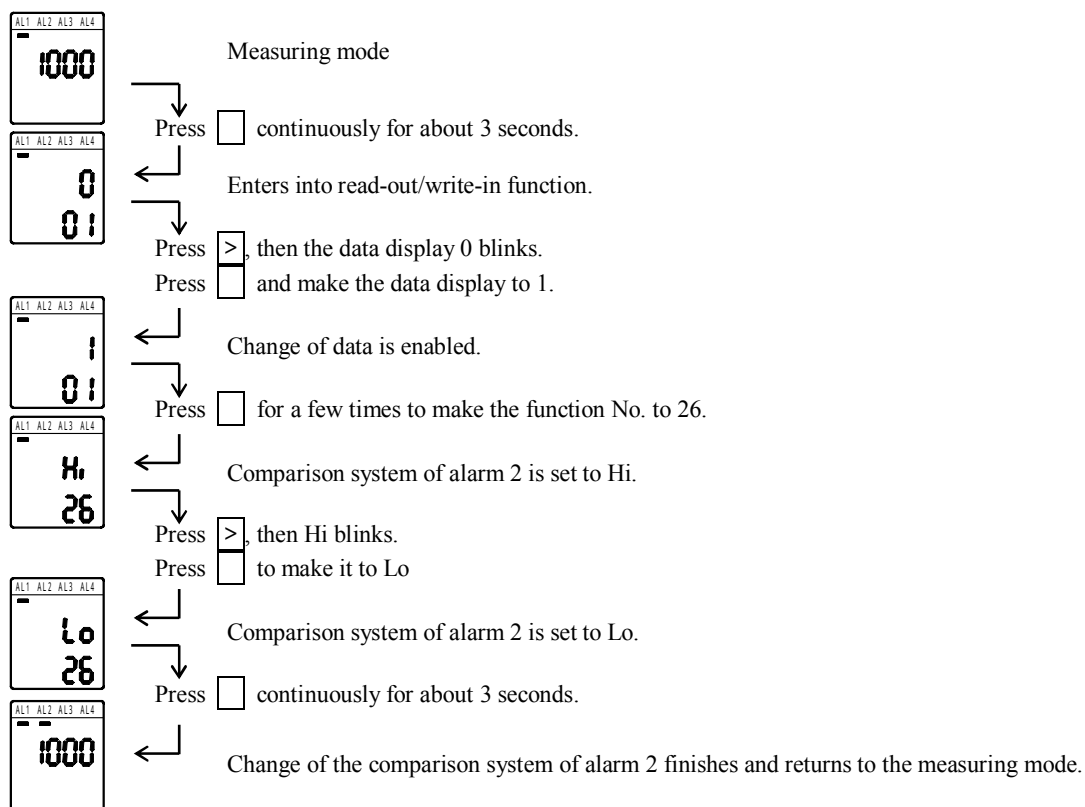 AL1 AL2 AL3 AL4
1000
Measuring mode
Press continuously for about 3 seconds.
AL1 AL2 AL3 AL4
0
01
Enters into read-out/write-in function.
Press >, then the data display 0 blinks.
Press and make the data display to 1.
AL1 AL2 AL3 AL4
1
01
Change of data is enabled.
Press for a few times to make the function No. to 26.
AL1 AL2 AL3 AL4
Hi
26
Comparison system of alarm 2 is set to Hi.
Press >, then Hi blinks.
Press to make it to Lo
AL1 AL2 AL3 AL4
Lo
26
Comparison system of alarm 2 is set to Lo.
Press continuously for about 3 seconds.
AL1 AL2 AL3 AL4
1000
Change of the comparison system of alarm 2 finishes and returns to the measuring mode.